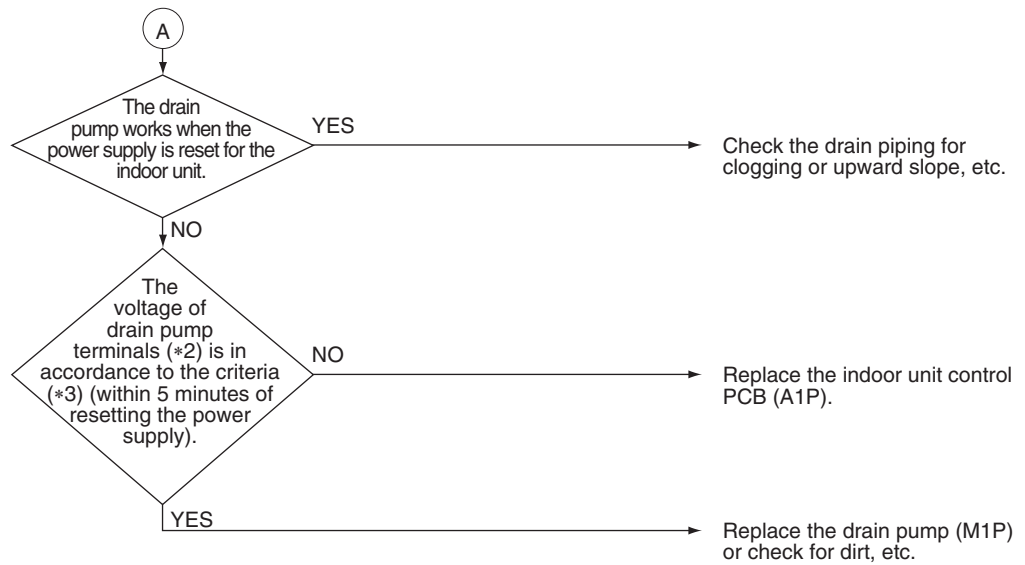 A
The drain
pump works when the
power supply is reset for the
indoor unit.
YES
Check the drain piping for
clogging or upward slope, etc.
NO
The
voltage of
drain pump
terminals (*2) is in
accordance to the criteria
(*3) (within 5 minutes of
resetting the power
supply).
NO
Replace the indoor unit control
PCB (A1P).
YES
Replace the drain pump (M1P)
or check for dirt, etc.